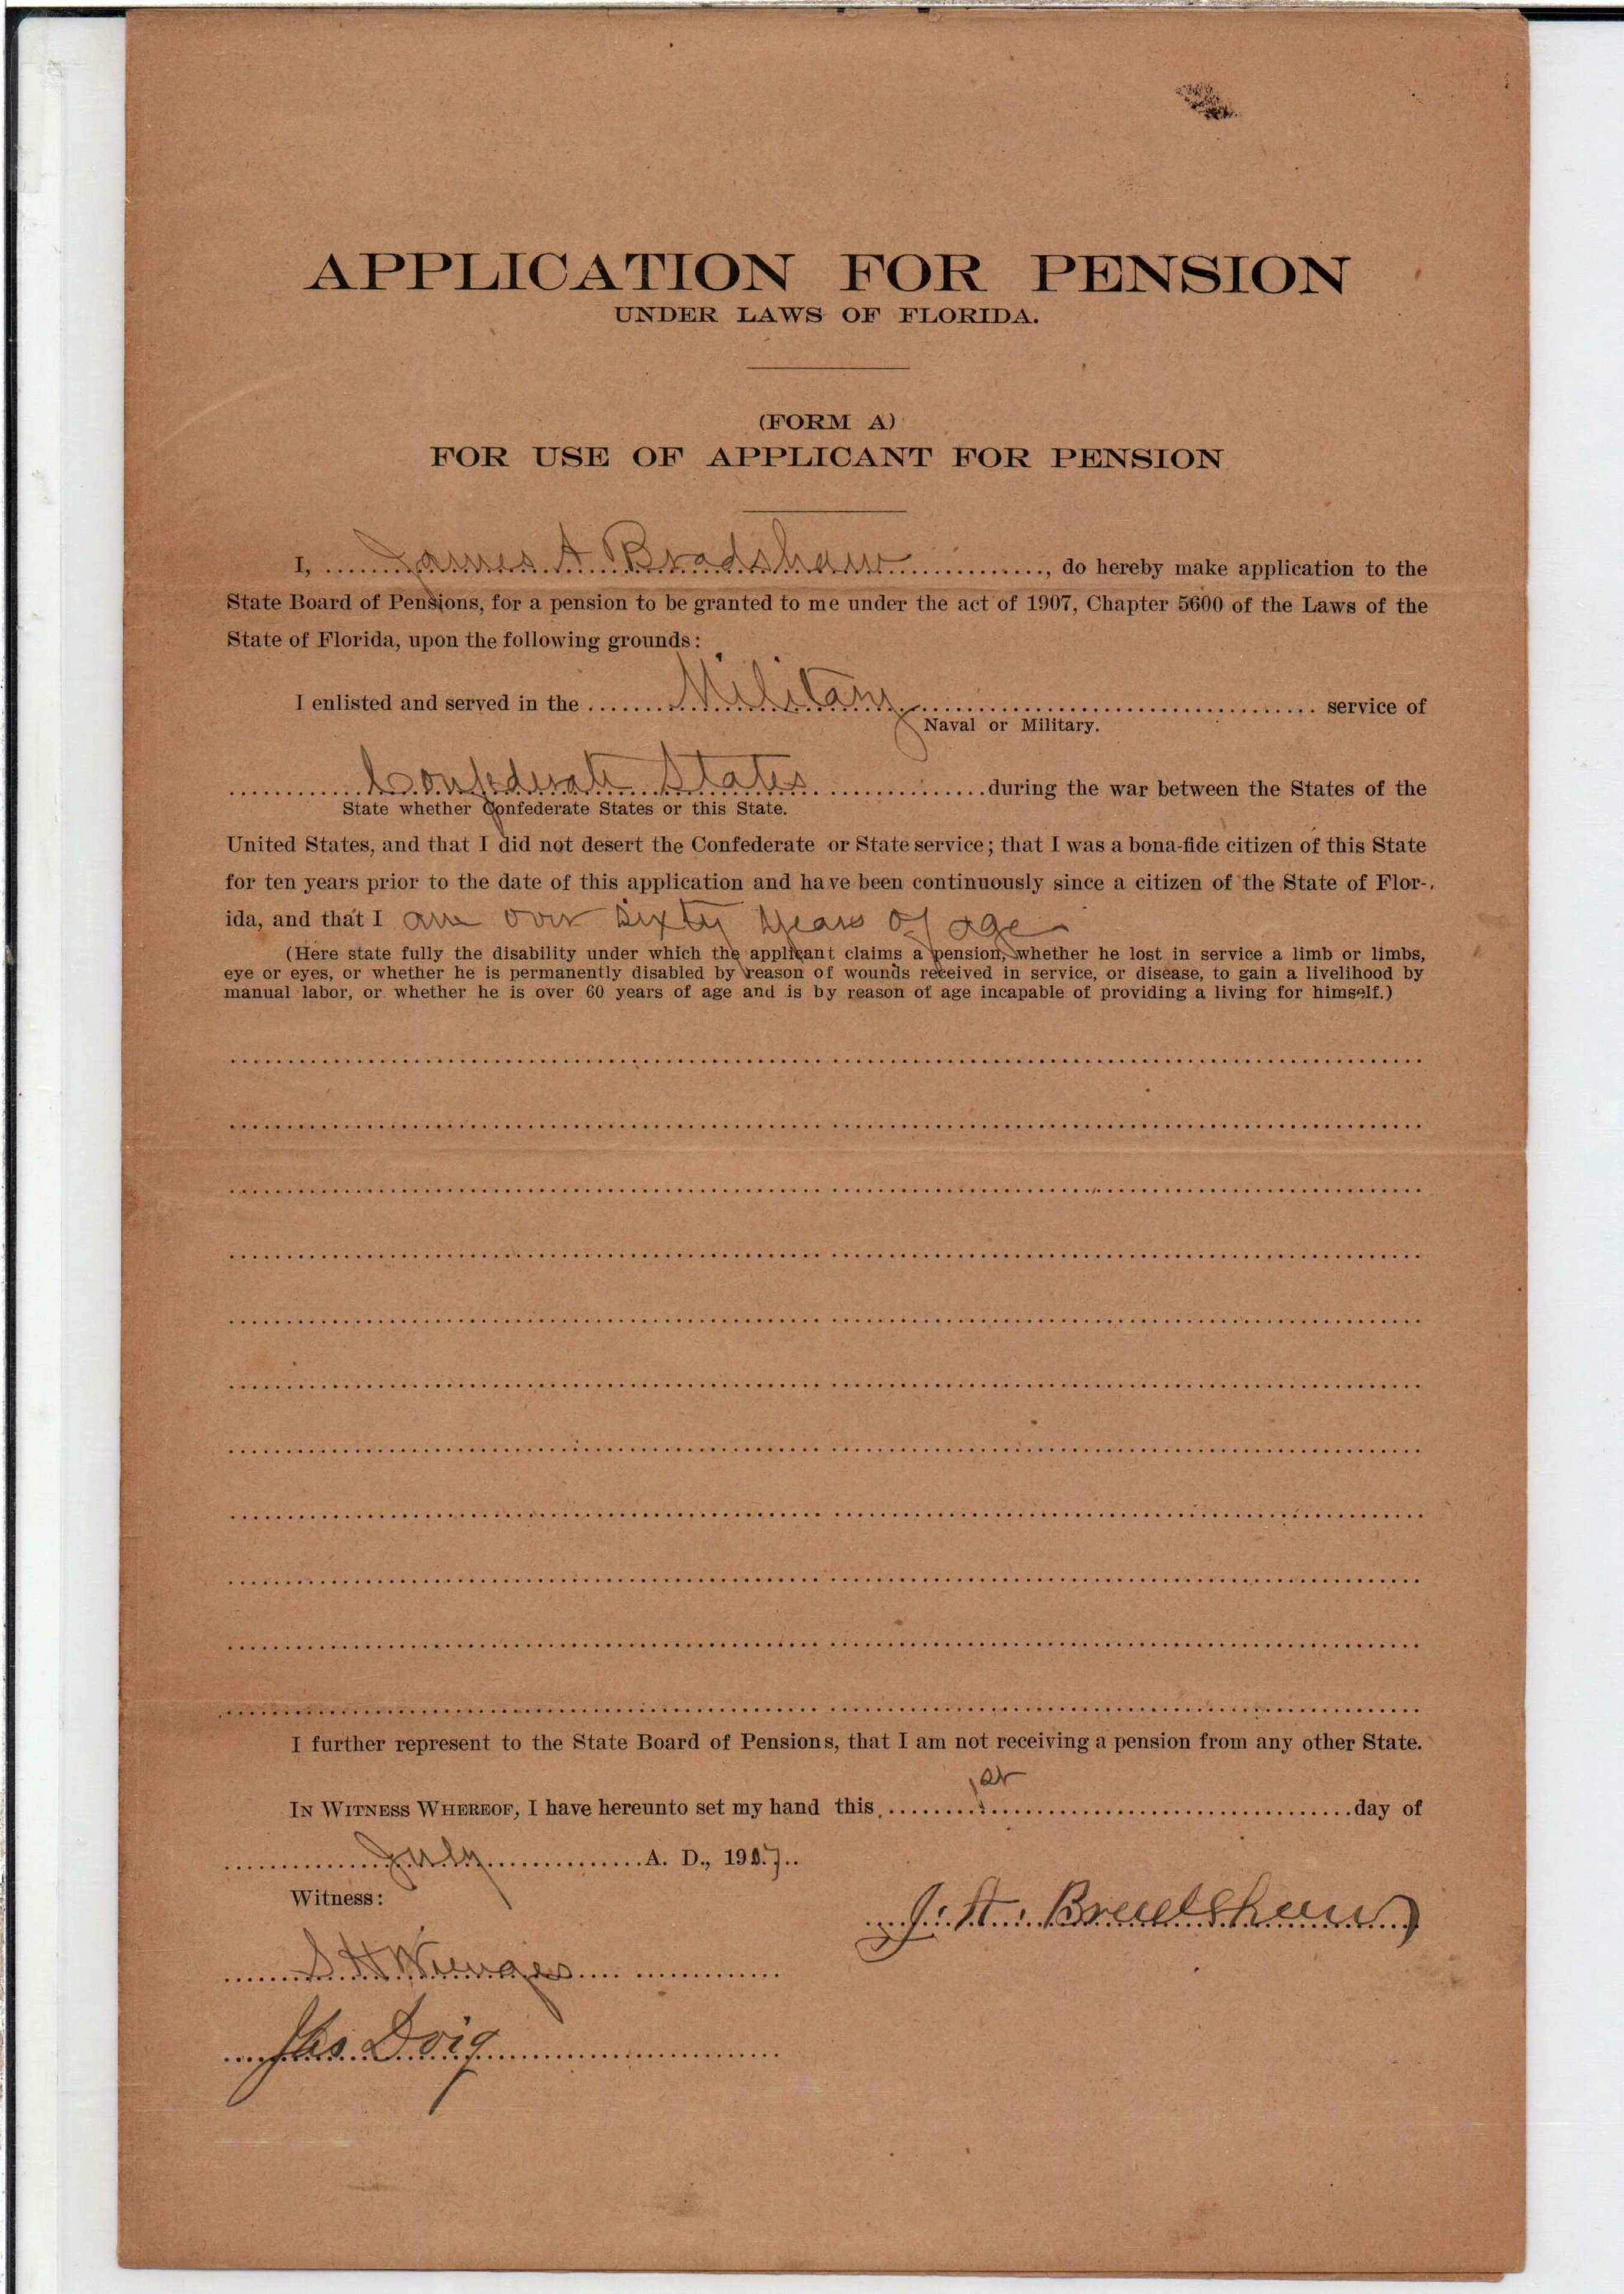 APPLICATION FOR PENSION
UNDER LAWS OF FLORIDA.
(FORM A)
FOR USE OF APPLICANT FOR PENSION
I, James A Bradshaw, do hereby make application to the
State Board of Pensions, for a pension to be granted to me under the act of 1907, Chapter 5600 of the Laws of the
State of Florida, upon the following grounds:
I enlisted and served in the Military service of
Naval or Military.
Confederate States during the war between the States of the
State whether Confederate States or this State.
United States, and that I did not desert the Confederate or State service; that I was a bona-fide citizen of this State
for ten years prior to the date of this application and have been continuously since a citizen of the State of Flor-
ida, and that I am over sixty years of age
(Here state fully the disability under which the applicant claims a pension, whether he lost in service a limb or limbs,
eye or eyes, or whether he is permanently disabled by reason of wounds received in service, or disease, to gain a livelihood by
manual labor, or whether he is over 60 years of age and is by reason of age incapable of providing a living for himself.)
I further represent to the State Board of Pensions, that I am not receiving a pension from any other State.
IN WITNESS WHEREOF, I have hereunto set my hand this 1st day of
July A. D., 1907
Witness:
J. A. Bradshaw
S H Wienges
Jas. Doig